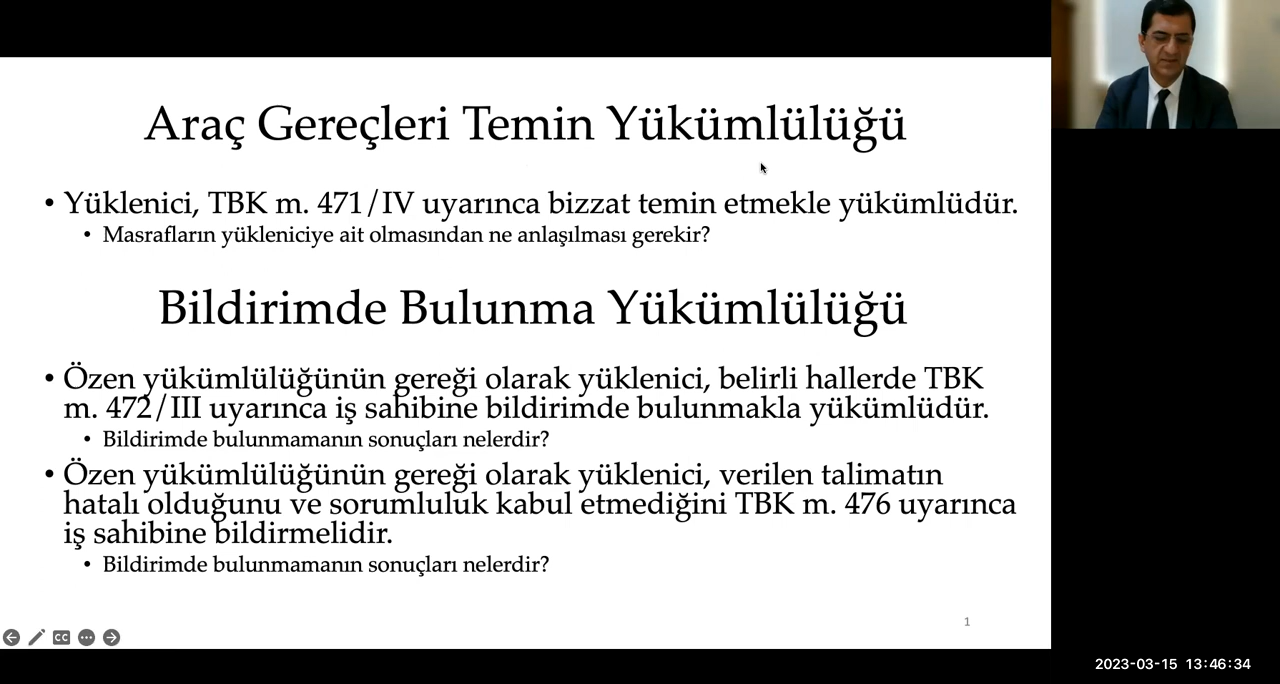 Araç Gereçleri Temin Yükümlülüğü
• Yüklenici, TBK m. 471/IV uyarınca bizzat temin etmekle yükümlüdür.
• Masrafların yükleniciye ait olmasından ne anlaşılması gerekir?
Bildirimde Bulunma Yükümlülüğü
• Özen yükümlülüğünün gereği olarak yüklenici, belirli hallerde TBK
m. 472/III uyarınca iş sahibine bildirimde bulunmakla yükümlüdür.
• Bildirimde bulunmamanın sonuçları nelerdir?
• Özen yükümlülüğünün gereği olarak yüklenici, verilen talimatın
hatalı olduğunu ve sorumluluk kabul etmediğini TBK m. 476 uyarınca
iş sahibine bildirmelidir.
• Bildirimde bulunmamanın sonuçları nelerdir?
1
CC
2023-03-15 13:46:34